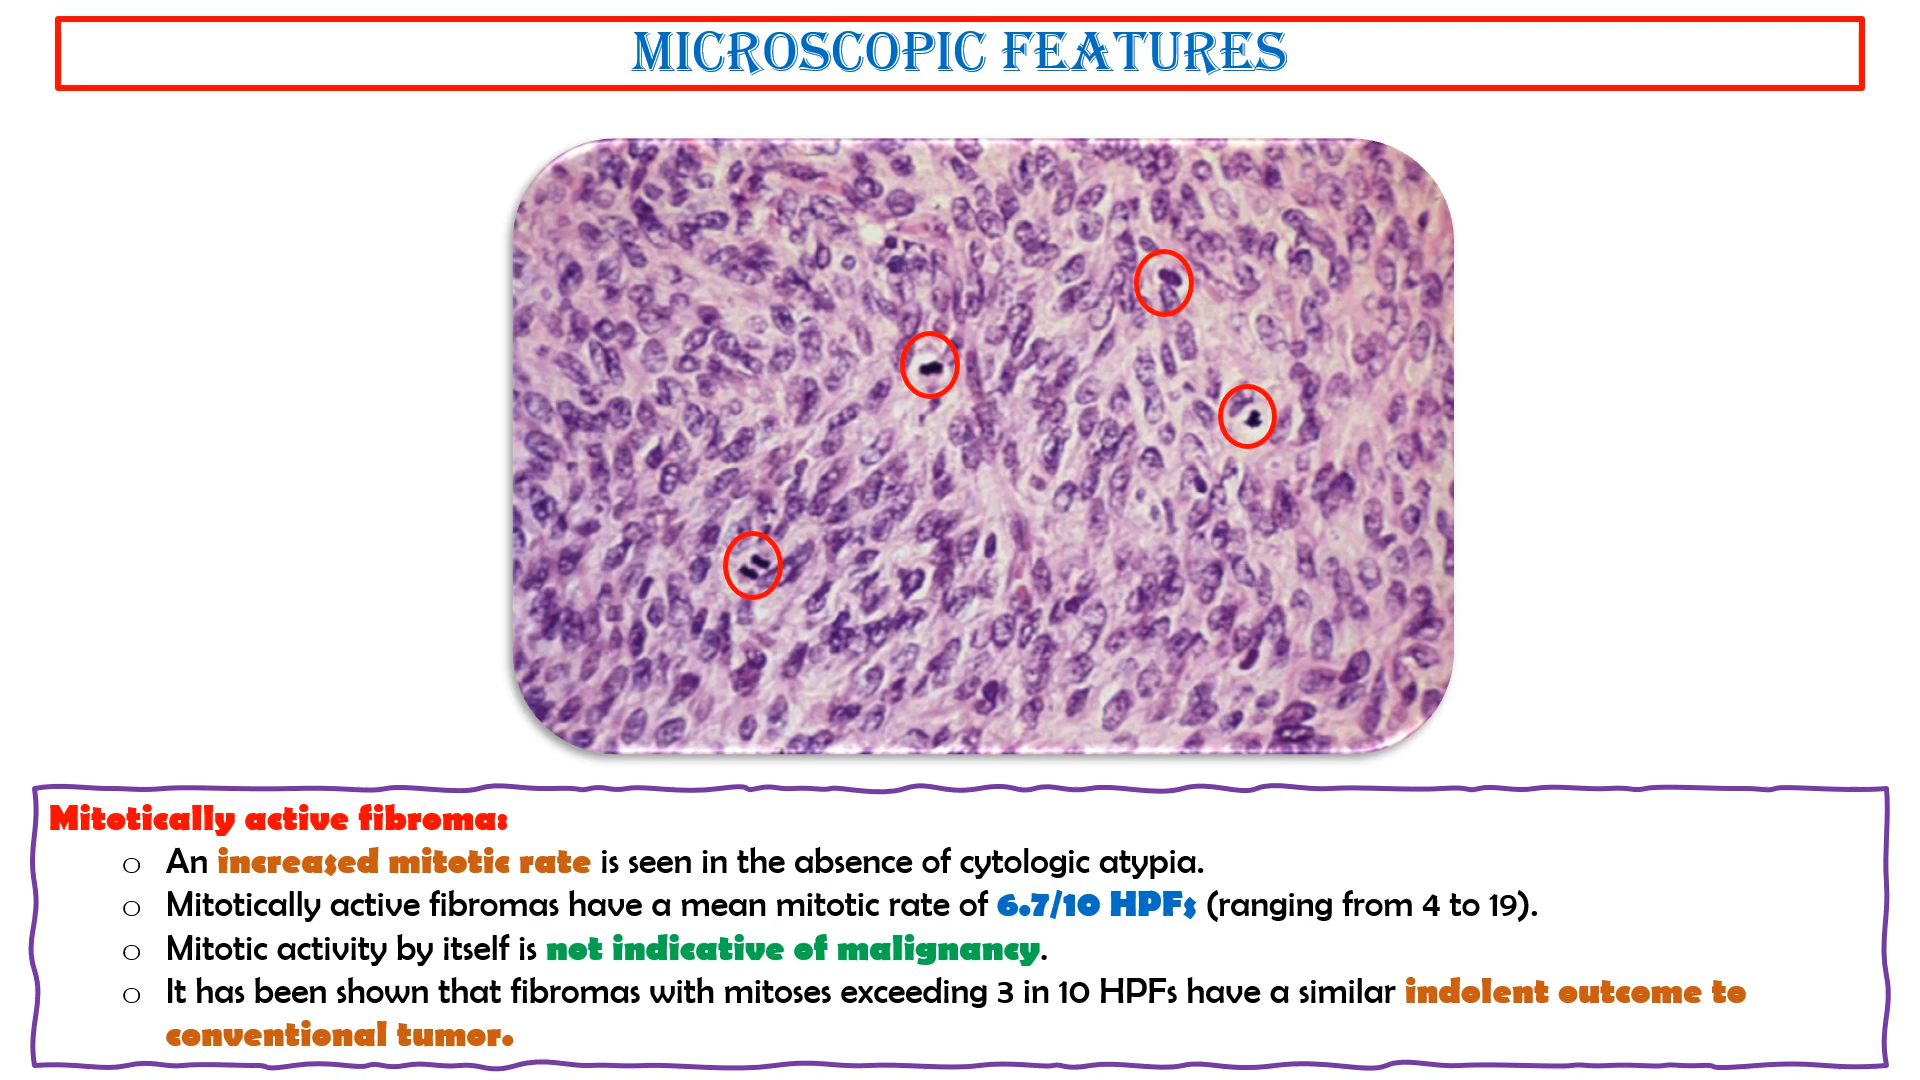 MICROSCOPIC FEATURES
Mitotically active fibroma:
o An increased mitotic rate is seen in the absence of cytologic atypia.
o Mitotically active fibromas have a mean mitotic rate of 6.7/10 HPFs (ranging from 4 to 19).
o Mitotic activity by itself is not indicative of malignancy.
o It has been shown that fibromas with mitoses exceeding 3 in 10 HPFs have a similar indolent outcome to
conventional tumor.